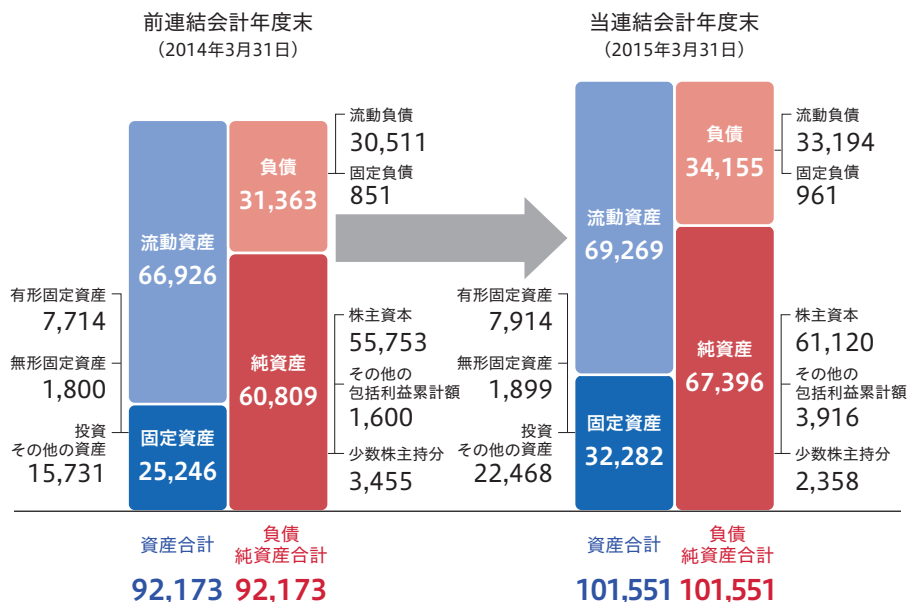 前連結会計年度末
(2014年3月31日)
流動資産
66,926
固定資産
25,246
負債
31,363
純資産
60,809
有形固定資産
7,714
無形固定資産
1,800
投資
その他の資産
15,731
流動負債
30,511
固定負債
851
株主資本
55,753
その他の
包括利益累計額
1,600
少数株主持分
3,455
資産合計
92,173
負債
純資産合計
92,173
当連結会計年度末
(2015年3月31日)
流動資産
69,269
固定資産
32,282
負債
34,155
純資産
67,396
有形固定資産
7,914
無形固定資産
1,899
投資
その他の資産
22,468
流動負債
33,194
固定負債
961
株主資本
61,120
その他の
包括利益累計額
3,916
少数株主持分
2,358
資産合計
101,551
負債
純資産合計
101,551